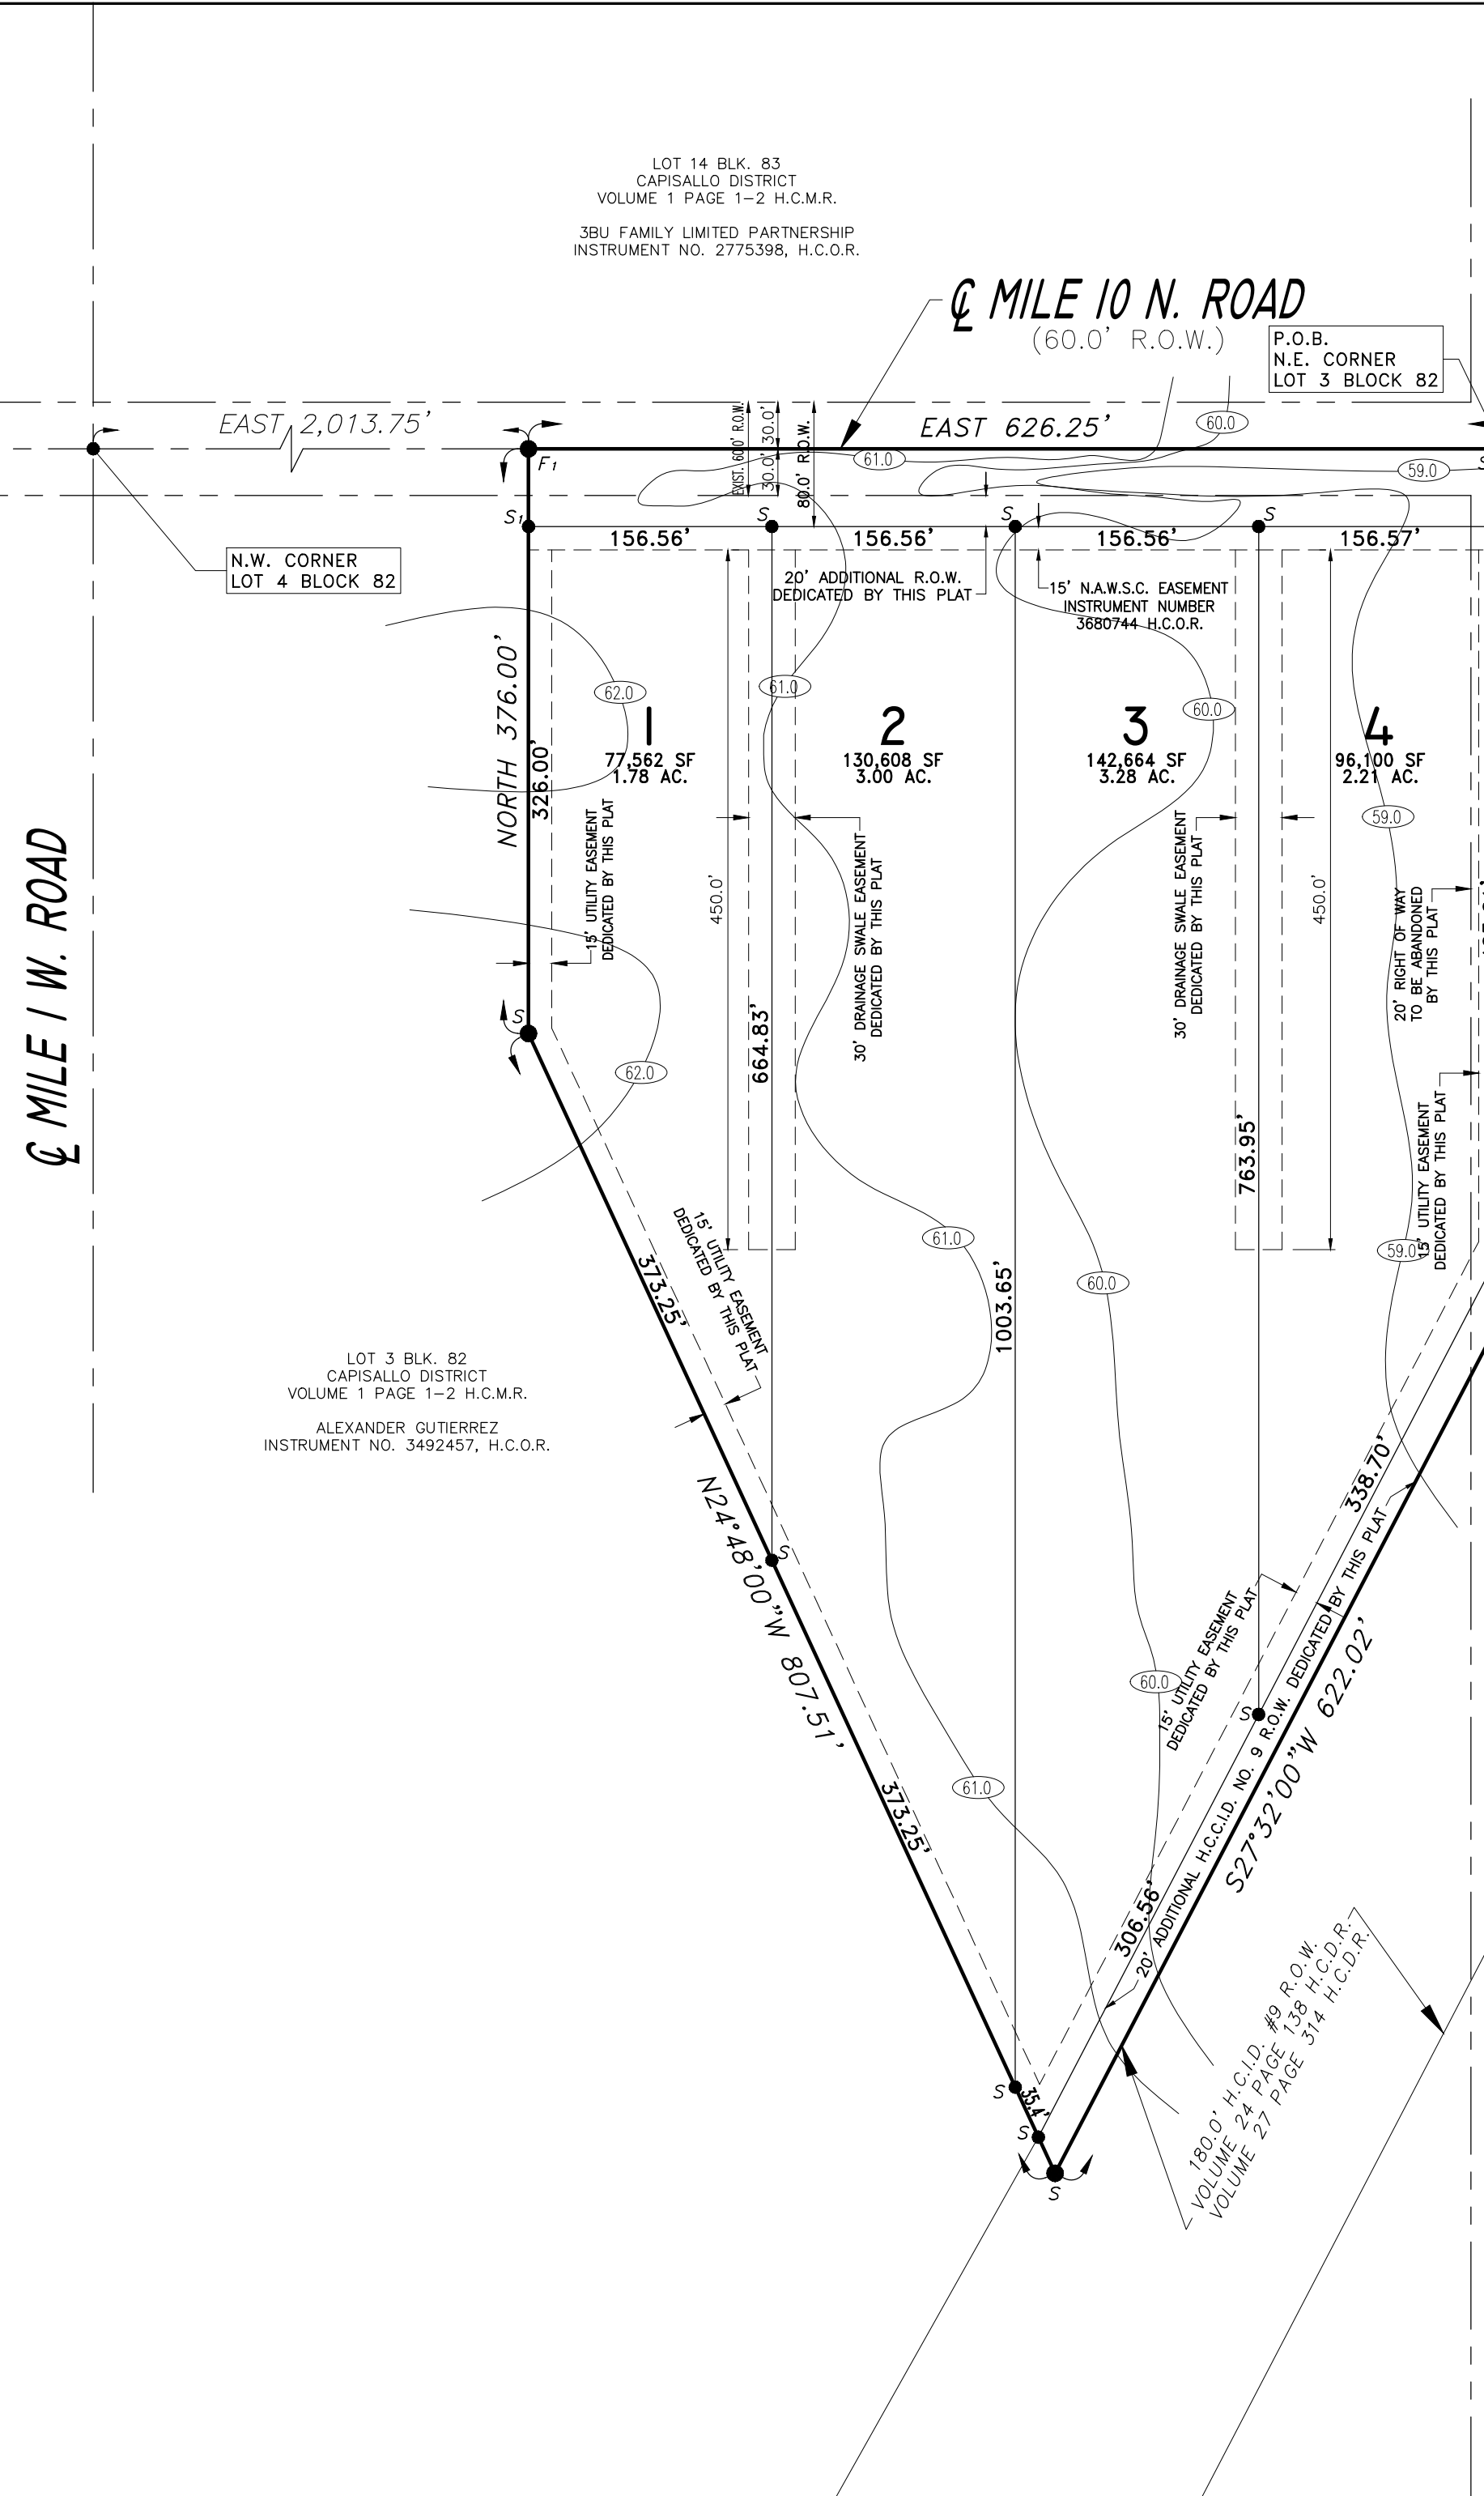 LOT 14 BLK. 83
CAPISALLO DISTRICT
VOLUME 1 PAGE 1-2 H.C.M.R.
3BU FAMILY LIMITED PARTNERSHIP
INSTRUMENT NO. 2775398, H.C.O.R.
℄ MILE 10 N. ROAD
(60.0' R.O.W.)
P.O.B.
N.E. CORNER
LOT 3 BLOCK 82
EAST 2,013.75'
EAST 626.25'
EXIST. 60.0' R.O.W.
30.0'
30.0'
80.0' R.O.W.
60.0
61.0
59.0
F1
S
S1
S
S
S
156.56'
156.56'
156.56'
156.57'
N.W. CORNER
LOT 4 BLOCK 82
20' ADDITIONAL R.O.W.
DEDICATED BY THIS PLAT
15' N.A.W.S.C. EASEMENT
INSTRUMENT NUMBER
3680744 H.C.O.R.
NORTH 376.00'
326.00'
62.0
61.0
60.0
1
77,562 SF
1.78 AC.
2
130,608 SF
3.00 AC.
3
142,664 SF
3.28 AC.
4
96,100 SF
2.21 AC.
59.0
15' UTILITY EASEMENT
DEDICATED BY THIS PLAT
450.0'
30' DRAINAGE SWALE EASEMENT
DEDICATED BY THIS PLAT
30' DRAINAGE SWALE EASEMENT
DEDICATED BY THIS PLAT
450.0'
20' RIGHT OF WAY
TO BE ABANDONED
BY THIS PLAT
℄ MILE 1 W. ROAD
S
62.0
664.83'
763.95'
15' UTILITY EASEMENT
DEDICATED BY THIS PLAT
15' UTILITY EASEMENT
DEDICATED BY THIS PLAT
373.25'
61.0
60.0
59.0
1003.65'
LOT 3 BLK. 82
CAPISALLO DISTRICT
VOLUME 1 PAGE 1-2 H.C.M.R.
ALEXANDER GUTIERREZ
INSTRUMENT NO. 3492457, H.C.O.R.
N24°48'00"W 807.51'
S
338.70'
15' UTILITY EASEMENT
DEDICATED BY THIS PLAT
60.0
S
20' ADDITIONAL H.C.C.I.D. NO. 9 R.O.W. DEDICATED BY THIS PLAT
S27°32'00"W 622.02'
61.0
373.25'
306.56'
S
35.4'
S
S
180.0' H.C.I.D. #9 R.O.W.
VOLUME 24 PAGE 138 H.C.D.R.
VOLUME 27 PAGE 314 H.C.D.R.